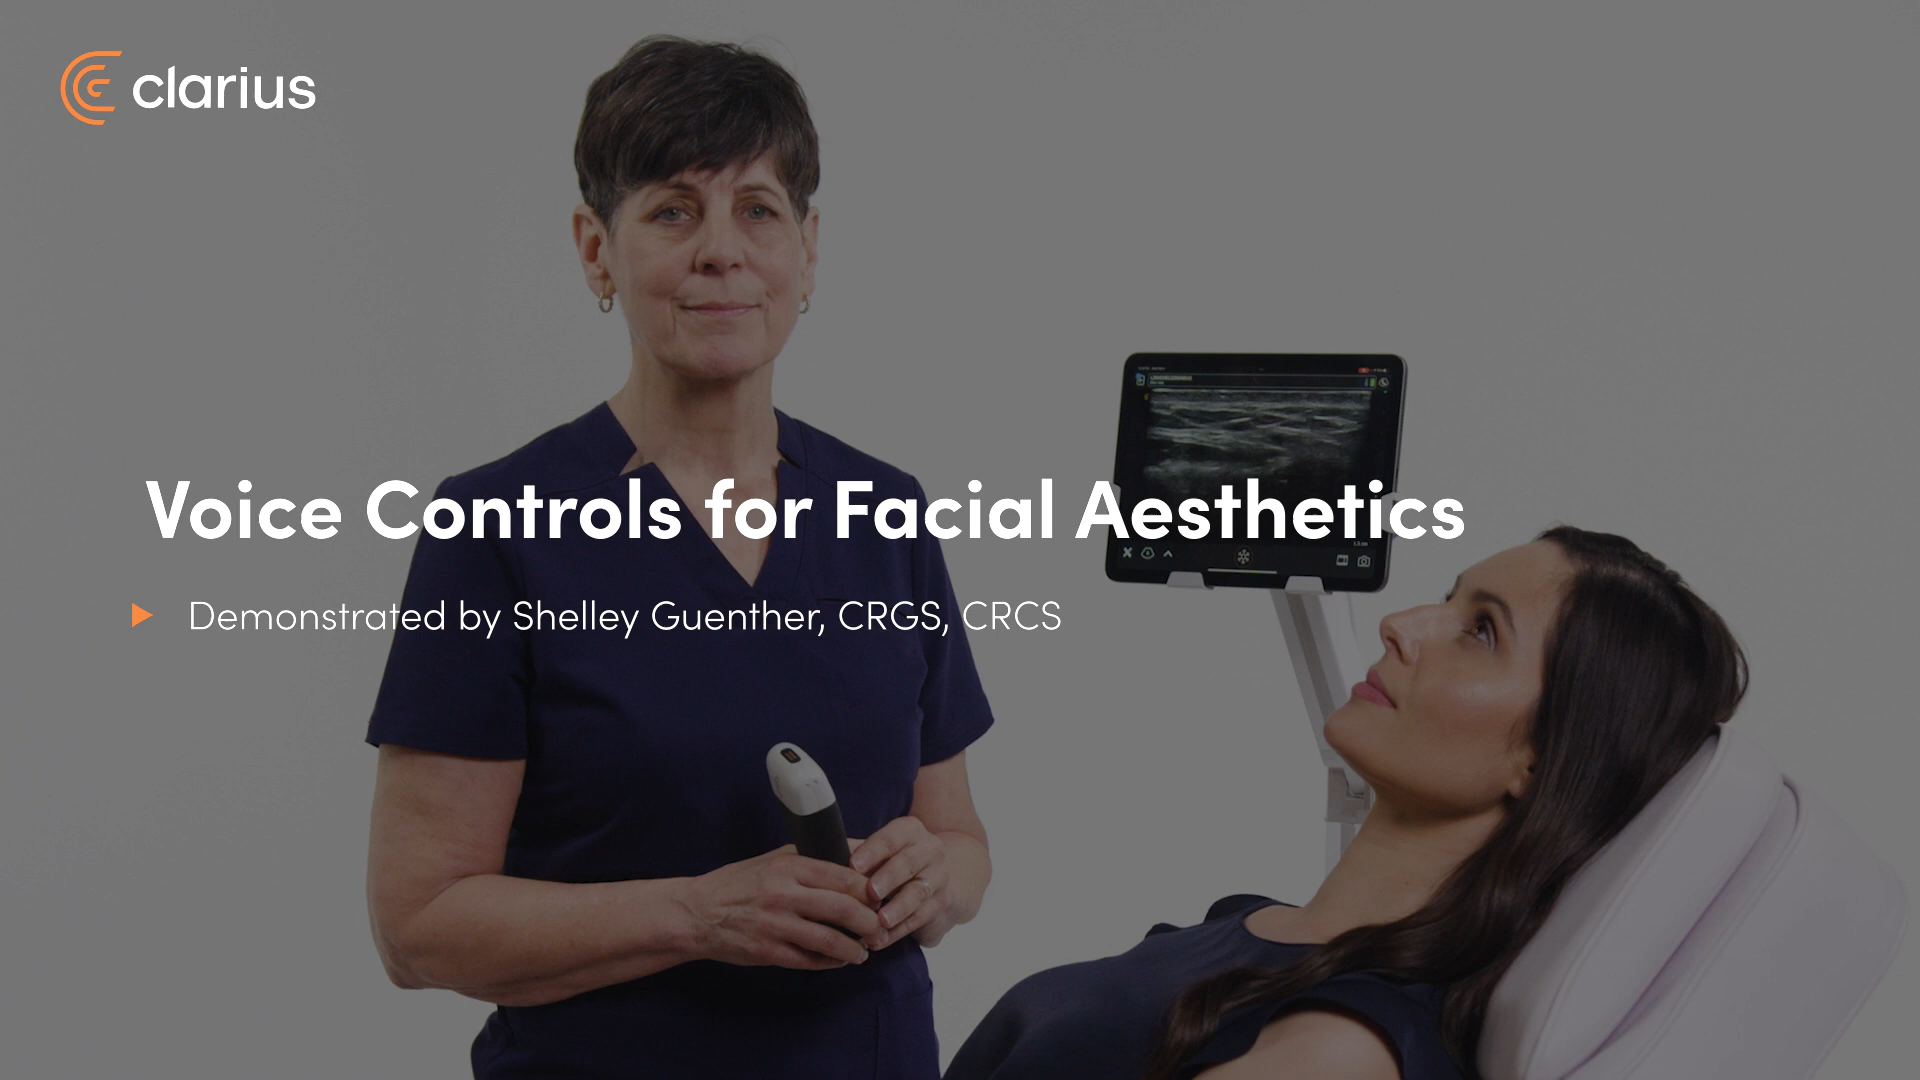 clarius
Voice Controls for Facial Aesthetics
Demonstrated by Shelley Guenther, CRGS, CRCS